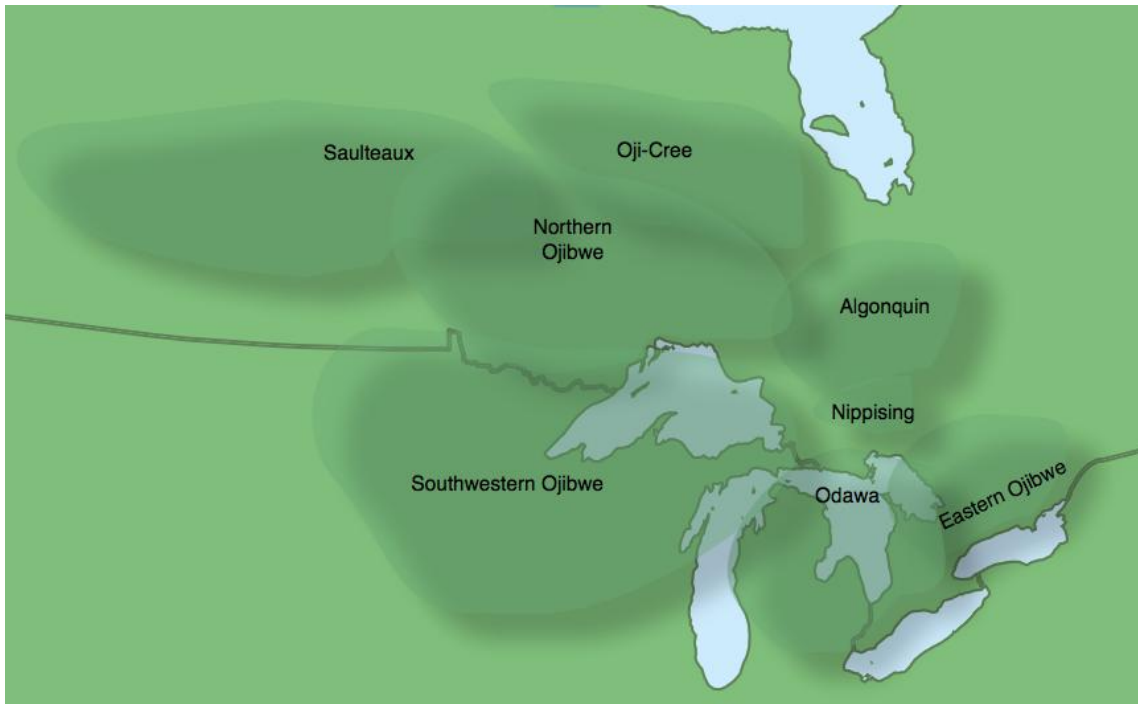 Saulteaux
Oji-Cree
Northern
Ojibwe
Algonquin
Nippising
Southwestern Ojibwe
Odawa
Eastern Ojibwe